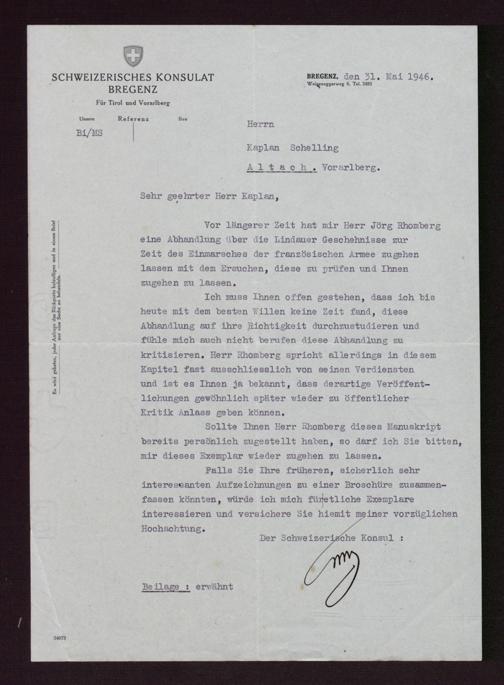 SCHWEIZERISCHES KONSULAT
BREGENZ
Für Tirol und Vorarlberg
Unsere Referenz Ihre
Bi/MS
BREGENZ, den 31. Mai 1946.
Herrn
Kaplan Schelling
Altach. Vorarlberg.
Sehr geehrter Herr Kaplan,
Vor längerer Zeit hat mir Herr Jörg Rhomberg
eine Abhandlung über die Lindauer Geschehnisse zur
Zeit des Einmarsches der französischen Armee zugehen
lassen mit dem Ersuchen, diese zu prüfen und Ihnen
zugehen zu lassen.
Ich muss Ihnen offen gestehen, dass ich bis
heute mit dem besten Willen keine Zeit fand, diese
Abhandlung auf ihre Richtigkeit durchzustudieren und
fühle mich auch nicht berufen diese Abhandlung zu
kritisieren. Herr Rhomberg spricht allerdings in diesem
Kapitel fast ausschliesslich von seinen Verdiensten
und ist es Ihnen ja bekannt, dass derartige Veröffent-
lichungen gewöhnlich später wieder zu öffentlicher
Kritik Anlass geben können.
Sollte Ihnen Herr Rhomberg dieses Manuskript
bereits persönlich zugestellt haben, so darf ich Sie bitten,
mir dieses Exemplar wieder zugehen zu lassen.
Falls Sie Ihre früheren, sicherlich sehr
interessanten Aufzeichnungen zu einer Broschüre zusammen-
fassen könnten, würde ich mich für etliche Exemplare
interessieren und versichere Sie hiemit meiner vorzüglichen
Hochachtung.
Der Schweizerische Konsul :
Beilage : erwähnt